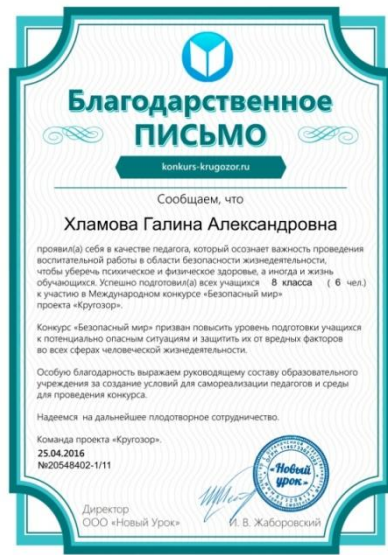 Благодарственное
ПИСЬМО
konkurs-krugozor.ru
Сообщаем, что
Хламова Галина Александровна
проявил(а) себя в качестве педагога, который осознает важность проведения
воспитательной работы в области безопасности жизнедеятельности,
чтобы уберечь психическое и физическое здоровье, а иногда и жизнь
обучающихся. Успешно подготовил(а) всех учащихся 8 класса ( 6 чел.)
к участию в Международном конкурсе «Безопасный мир»
проекта «Кругозор».
Конкурс «Безопасный мир» призван повысить уровень подготовки учащихся
к потенциально опасным ситуациям и защитить их от вредных факторов
во всех сферах человеческой жизнедеятельности.
Особую благодарность выражаем руководящему составу образовательного
учреждения за создание условий для самореализации педагогов и среды
для проведения конкурса.
Надеемся на дальнейшее плодотворное сотрудничество.
Команда проекта «Кругозор».
25.04.2016
№20548402-1/11
«Новый
урок»
Директор
ООО «Новый Урок»
И. В. Жаборовский